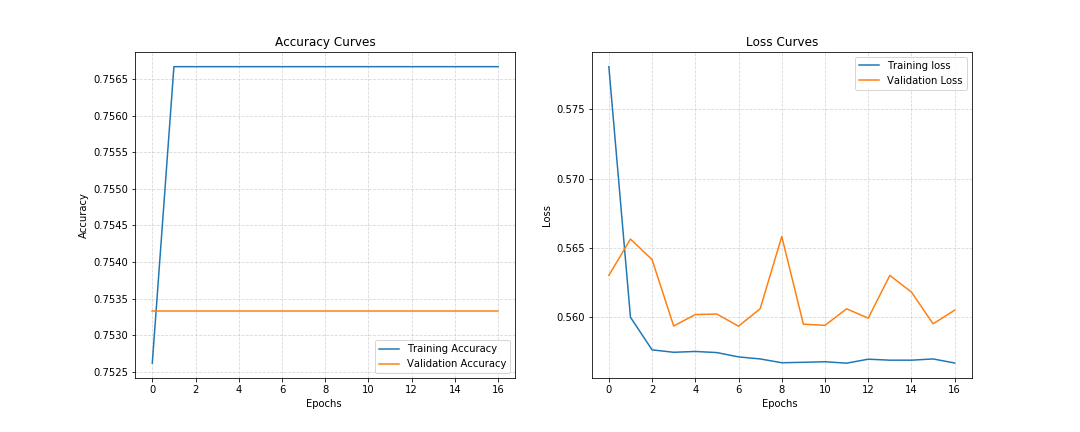 Accuracy Curves
0.7565
0.7560
0.7555
0.7550
0.7545
0.7540
0.7535
0.7530
0.7525
Accuracy
0 2 4 6 8 10 12 14 16
Epochs
Training Accuracy
Validation Accuracy
Loss Curves
0.575
0.570
0.565
0.560
Loss
0 2 4 6 8 10 12 14 16
Epochs
Training loss
Validation Loss